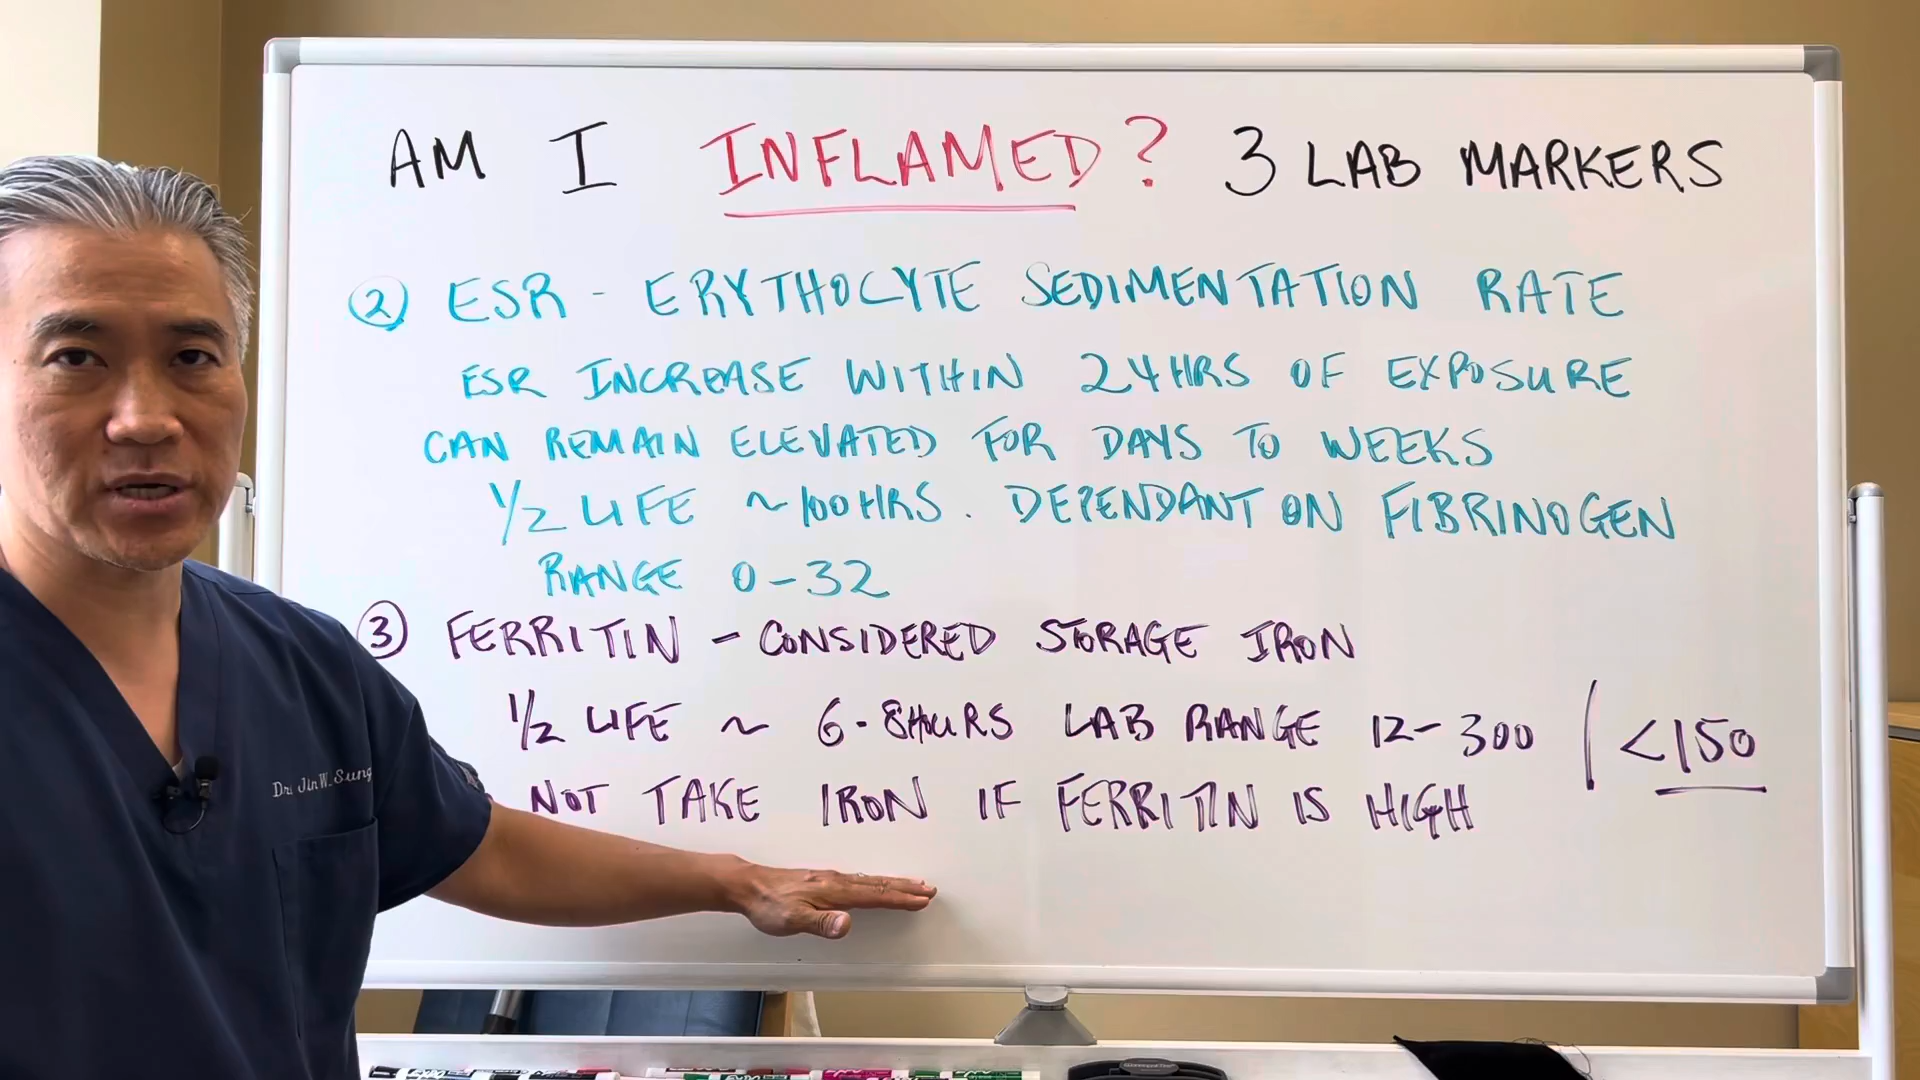 AM I INFLAMED? 3 LAB MARKERS
② ESR - ERYTHOCYTE SEDIMENTATION RATE
ESR INCREASE WITHIN 24HRS OF EXPOSURE
CAN REMAIN ELEVATED FOR DAYS TO WEEKS
1/2 LIFE ~100HRS. DEPENDANT ON FIBRINOGEN
RANGE 0-32
③ FERRITIN - CONSIDERED STORAGE IRON
1/2 LIFE ~ 6-8HOURS LAB RANGE 12-300 | <150
NOT TAKE IRON IF FERRITIN IS HIGH
Dr. Jin W. Sung